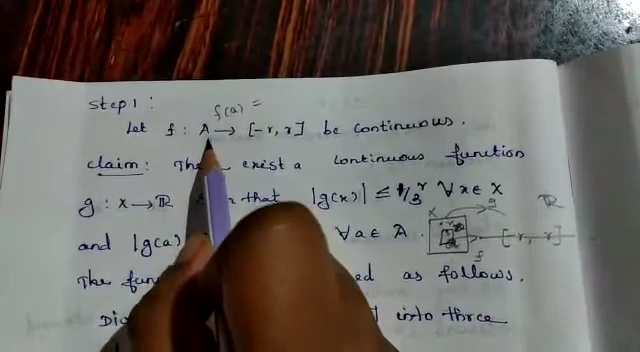 Step 1:
f(a) =
Let f : A → [-r, r] be continuous.
claim: exist a continuous function
g : x → ℝ that |g(x)| ≤ 1/3 r ∀ x ∈ X
and |g(a) ∀ a ∈ A
X g ℝ
[-r, r]
f
The as follows.
into three